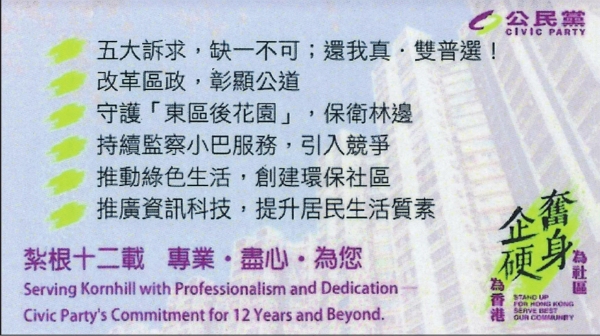 公民黨
CIVIC PARTY
五大訴求，缺一不可；還我真．雙普選！
改革區政，彰顯公道
守護「東區後花園」，保衛林邊
持續監察小巴服務，引入競爭
推動綠色生活，創建環保社區
推廣資訊科技，提升居民生活質素
紮根十二載　專業・盡心・為您
Serving Kornhill with Professionalism and Dedication —
Civic Party's Commitment for 12 Years and Beyond.
奮身
企硬
為社區
為香港
STAND UP
FOR HONG KONG
SERVE BEST
OUR COMMUNITY